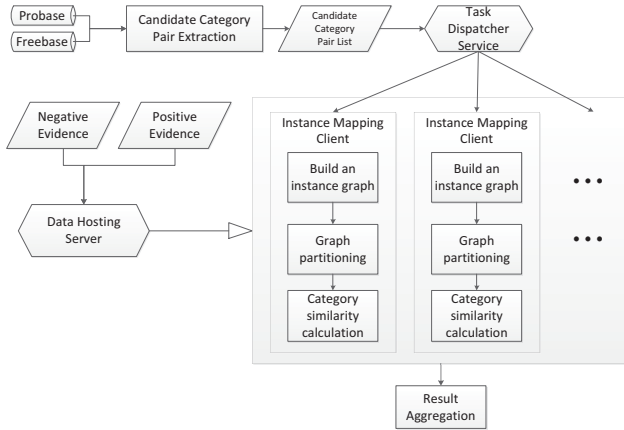 Probase
Freebase
Candidate Category
Pair Extraction
Candidate
Category
Pair List
Task
Dispatcher
Service
Negative
Evidence
Positive
Evidence
Data Hosting
Server
Instance Mapping
Client
Build an
instance graph
Graph
partitioning
Category
similarity
calculation
Instance Mapping
Client
Build an
instance graph
Graph
partitioning
Category
similarity
calculation
• • •
• • •
Result
Aggregation